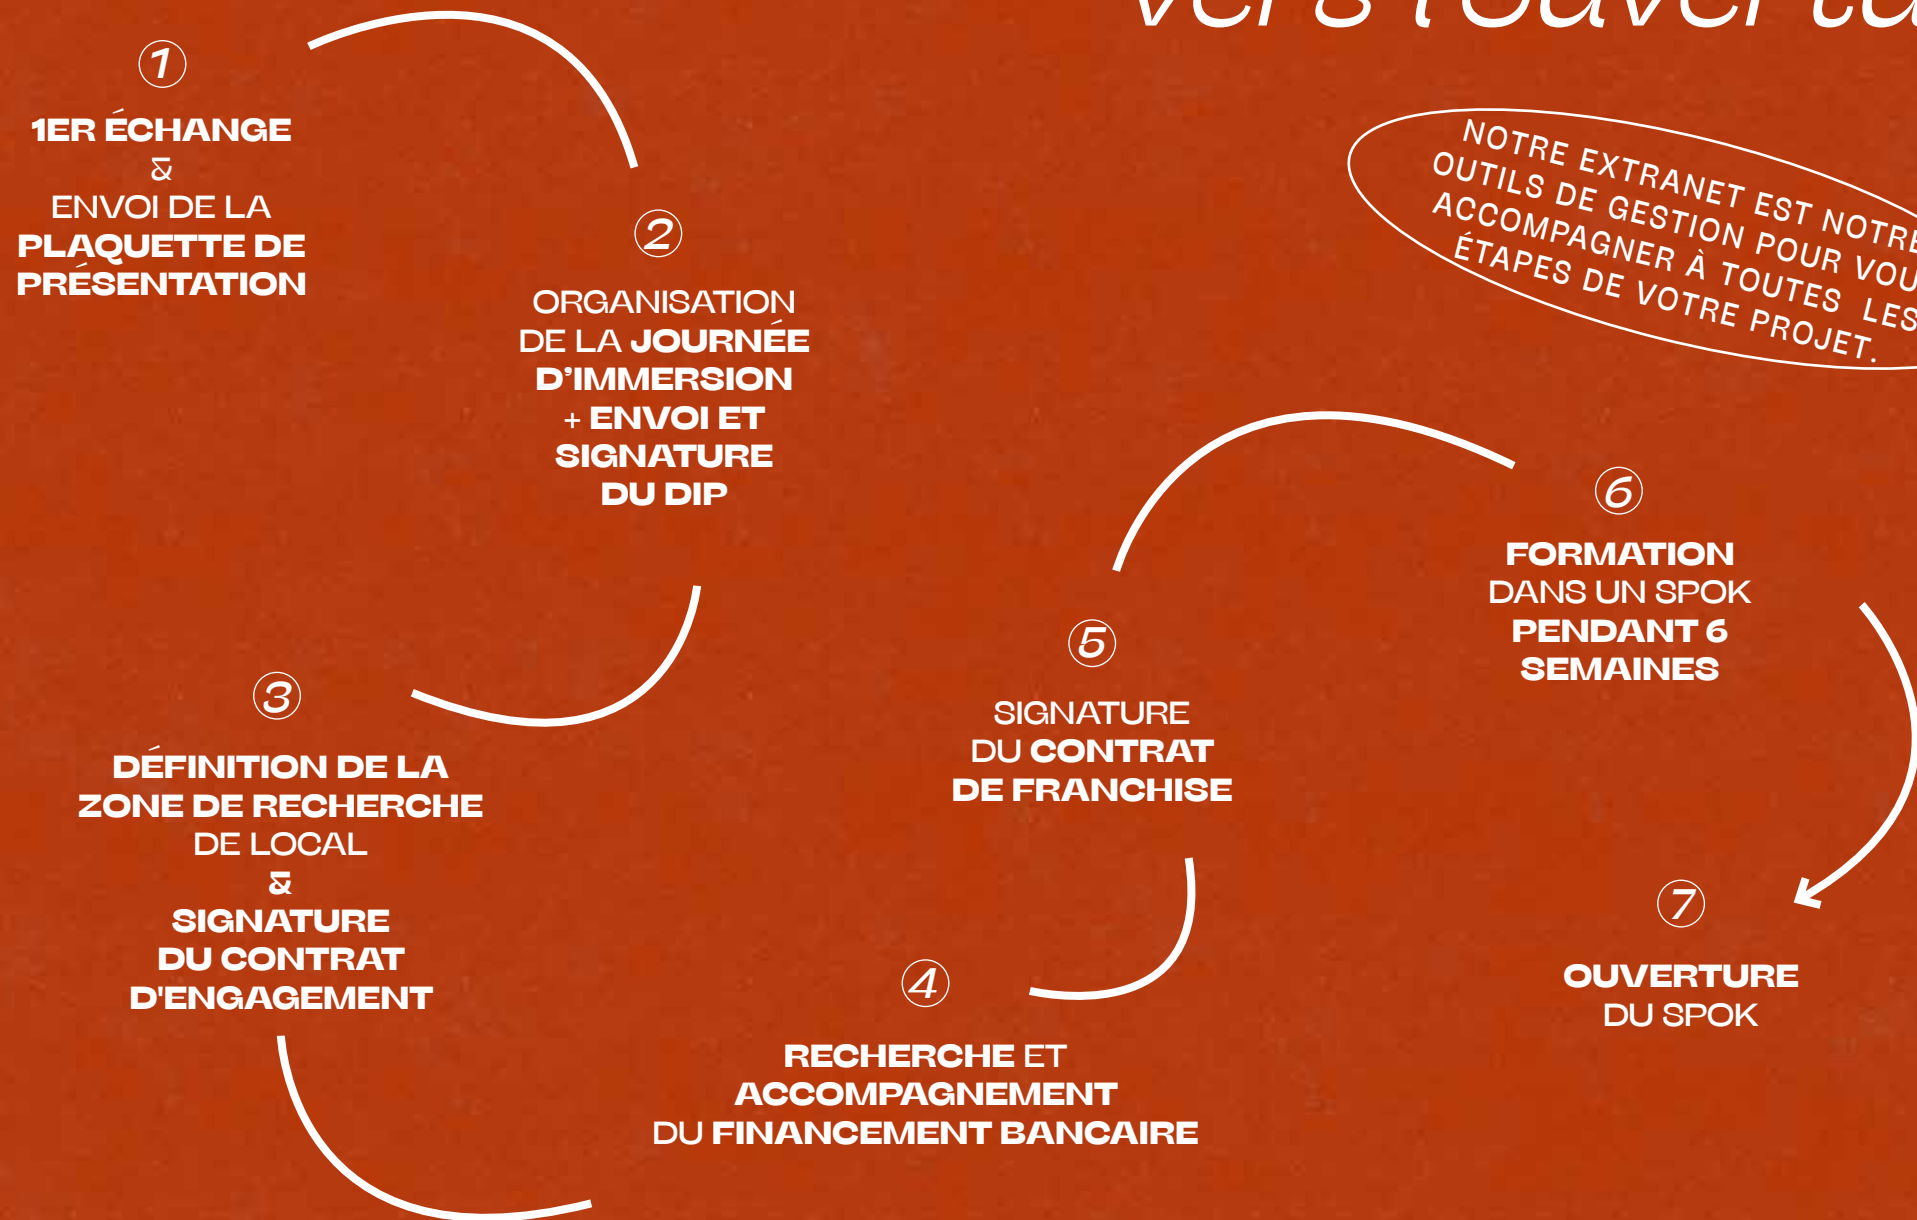 vers l'ouvertu
1
1ER ÉCHANGE
&
ENVOI DE LA
PLAQUETTE DE
PRÉSENTATION
2
ORGANISATION
DE LA JOURNÉE
D'IMMERSION
+ ENVOI ET
SIGNATURE
DU DIP
NOTRE EXTRANET EST NOTRE
OUTILS DE GESTION POUR VOU
ACCOMPAGNER À TOUTES LES
ÉTAPES DE VOTRE PROJET.
3
DÉFINITION DE LA
ZONE DE RECHERCHE
DE LOCAL
&
SIGNATURE
DU CONTRAT
D'ENGAGEMENT
4
RECHERCHE ET
ACCOMPAGNEMENT
DU FINANCEMENT BANCAIRE
5
SIGNATURE
DU CONTRAT
DE FRANCHISE
6
FORMATION
DANS UN SPOK
PENDANT 6
SEMAINES
7
OUVERTURE
DU SPOK